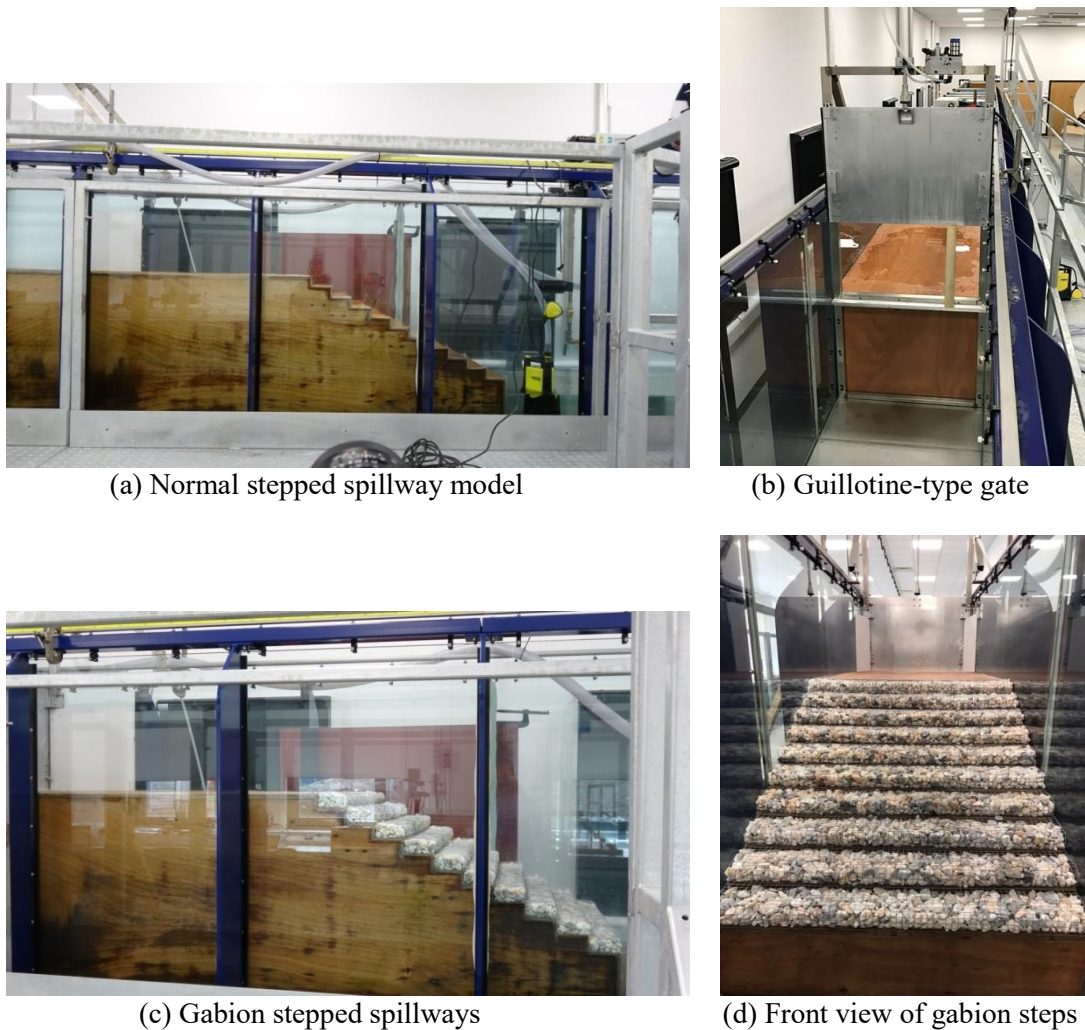 (a) Normal stepped spillway model
(b) Guillotine-type gate
(c) Gabion stepped spillways
(d) Front view of gabion steps